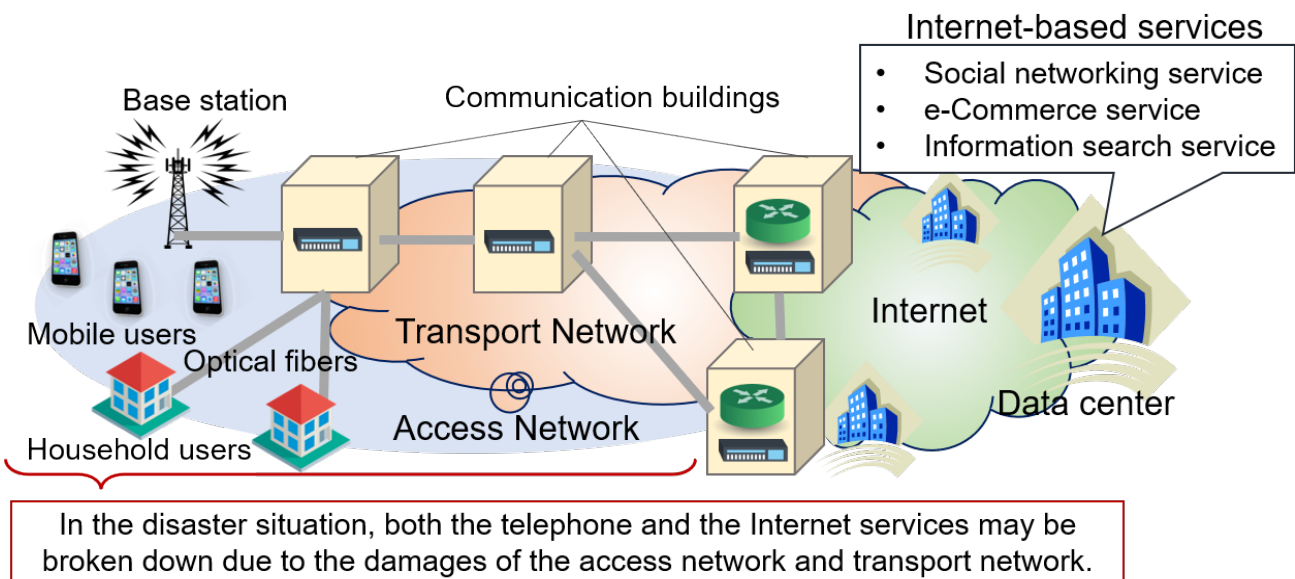 Internet-based services
• Social networking service
• e-Commerce service
• Information search service
Base station
Communication buildings
Mobile users
Optical fibers
Transport Network
Internet
Household users
Access Network
Data center
In the disaster situation, both the telephone and the Internet services may be
broken down due to the damages of the access network and transport network.